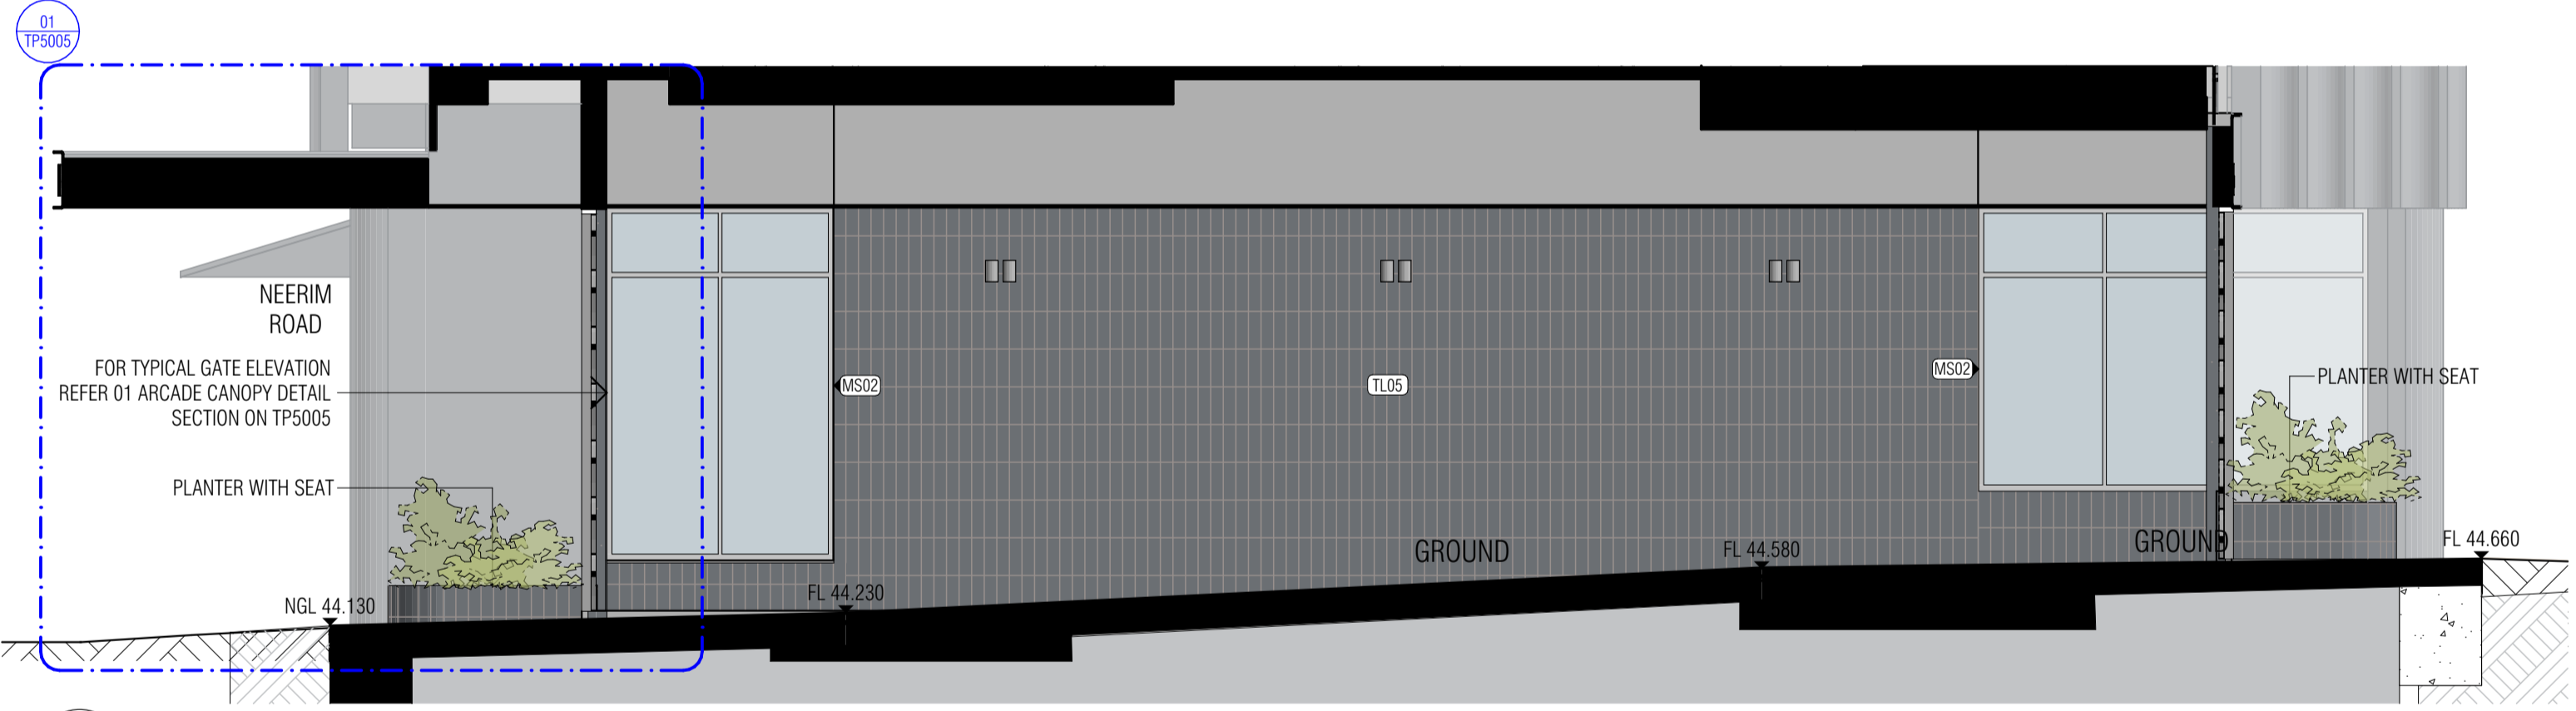 01
TP5005
NEERIM
ROAD
FOR TYPICAL GATE ELEVATION
REFER 01 ARCADE CANOPY DETAIL
SECTION ON TP5005
PLANTER WITH SEAT
NGL 44.130
MS02
FL 44.230
TL05
GROUND
FL 44.580
MS02
GROUND
PLANTER WITH SEAT
FL 44.660